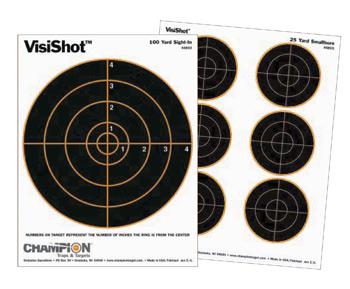 VisiShot™
100 Yard Sight-In
4
3
2
1
1 2 3 4
NUMBERS ON TARGET REPRESENT THE NUMBER OF INCHES THE RING IS FROM THE CENTER
CHAMPION
Traps & Targets
VisiShot™
25 Yard Smallbore